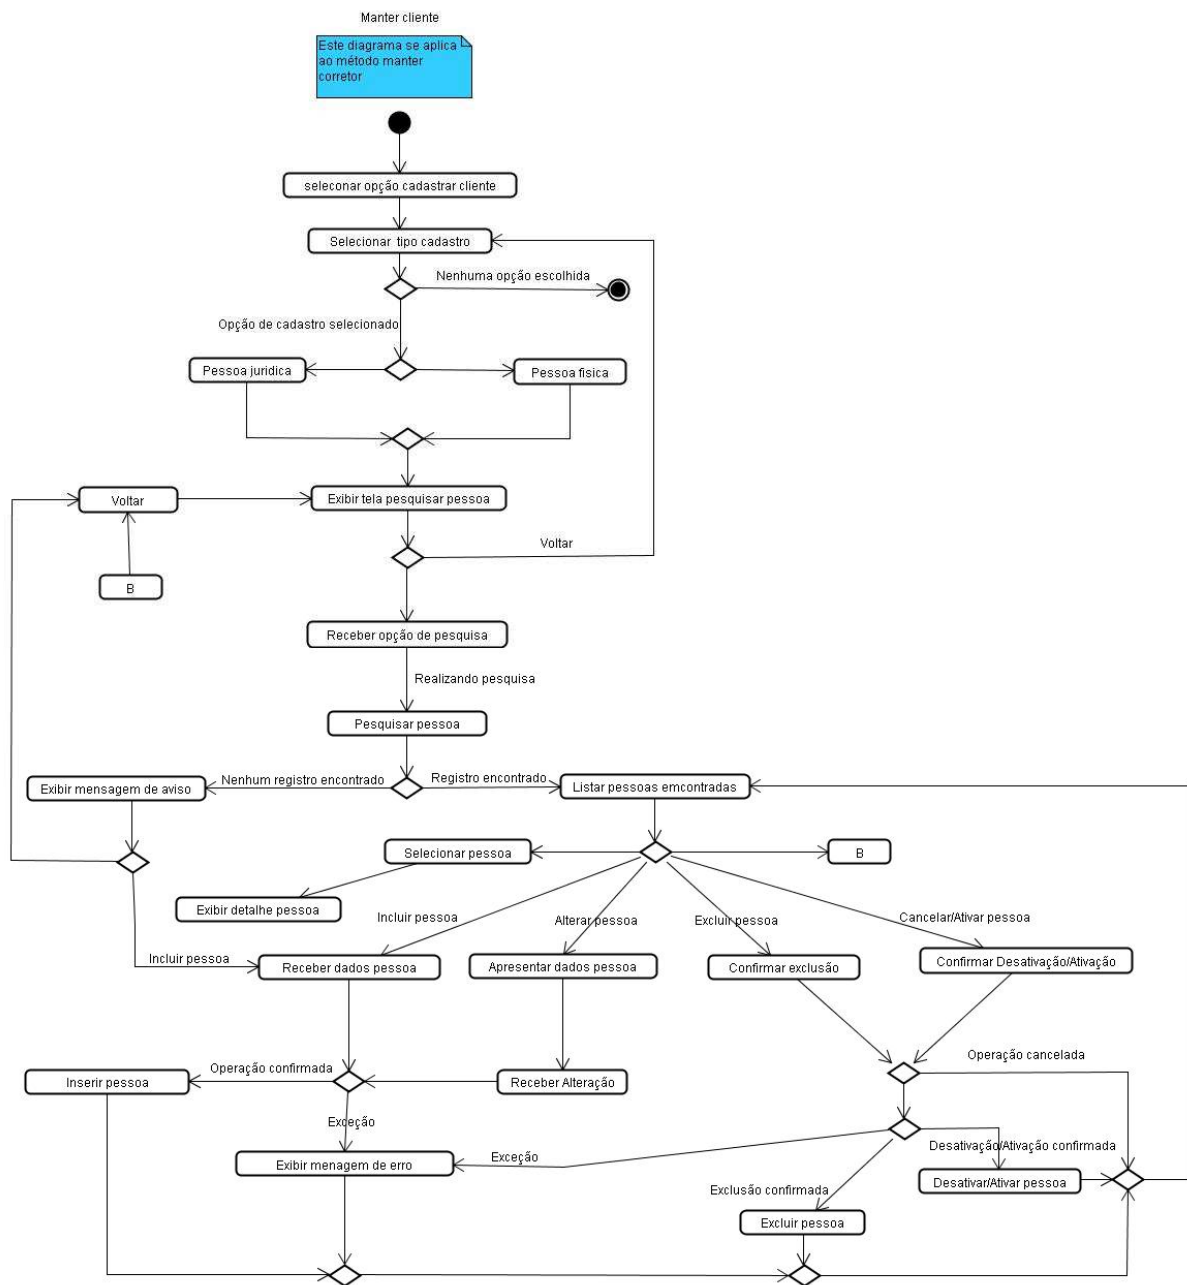 Manter cliente
Este diagrama se aplica
ao método manter
corretor
seleconar opção cadastrar cliente
Selecionar tipo cadastro
Nenhuma opção escolhida
Opção de cadastro selecionado
Pessoa juridica
Pessoa fisica
Voltar
Exibir tela pesquisar pessoa
Voltar
B
Receber opção de pesquisa
Realizando pesquisa
Pesquisar pessoa
Nenhum registro encontrado
Registro encontrado
Exibir mensagem de aviso
Listar pessoas emcontradas
Selecionar pessoa
B
Exibir detalhe pessoa
Incluir pessoa
Alterar pessoa
Excluir pessoa
Cancelar/Ativar pessoa
Incluir pessoa
Receber dados pessoa
Apresentar dados pessoa
Confirmar exclusão
Confirmar Desativação/Ativação
Operação cancelada
Operação confirmada
Inserir pessoa
Receber Alteração
Exceção
Desativação/Ativação confirmada
Exibir menagem de erro
Exceção
Desativar/Ativar pessoa
Exclusão confirmada
Excluir pessoa